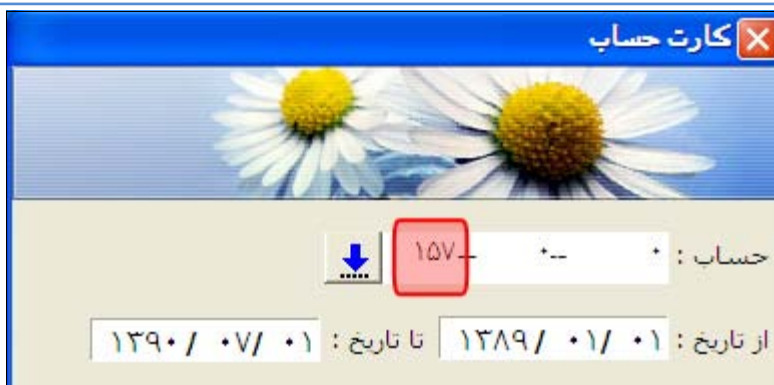 کارت حساب
حساب : ۰ --۰ --۱۵۷
از تاریخ : ۱۳۸۹/ ۰۱/ ۰۱ تا تاریخ : ۱۳۹۰/ ۰۷/ ۰۱